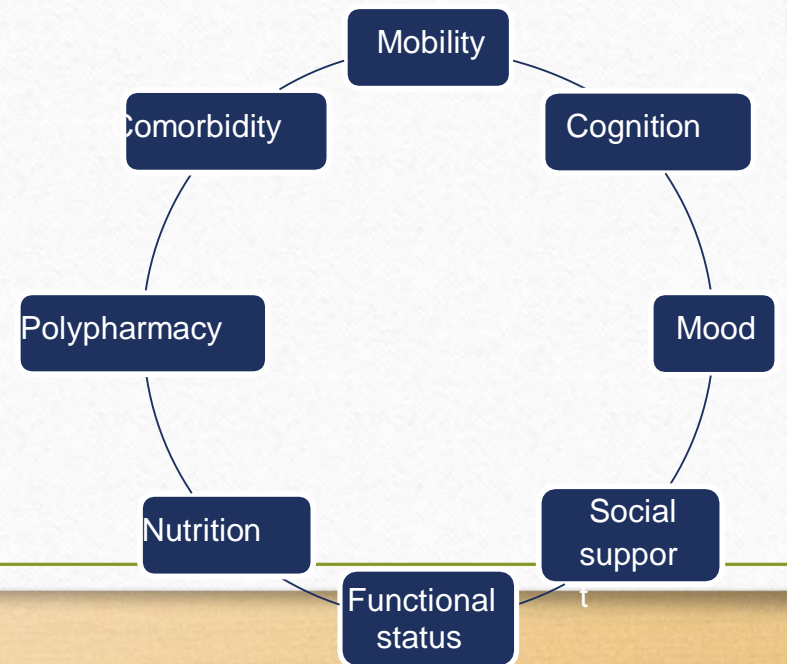 Mobility
Comorbidity
Cognition
Polypharmacy
Mood
Nutrition
Social
suppor
t
Functional
status